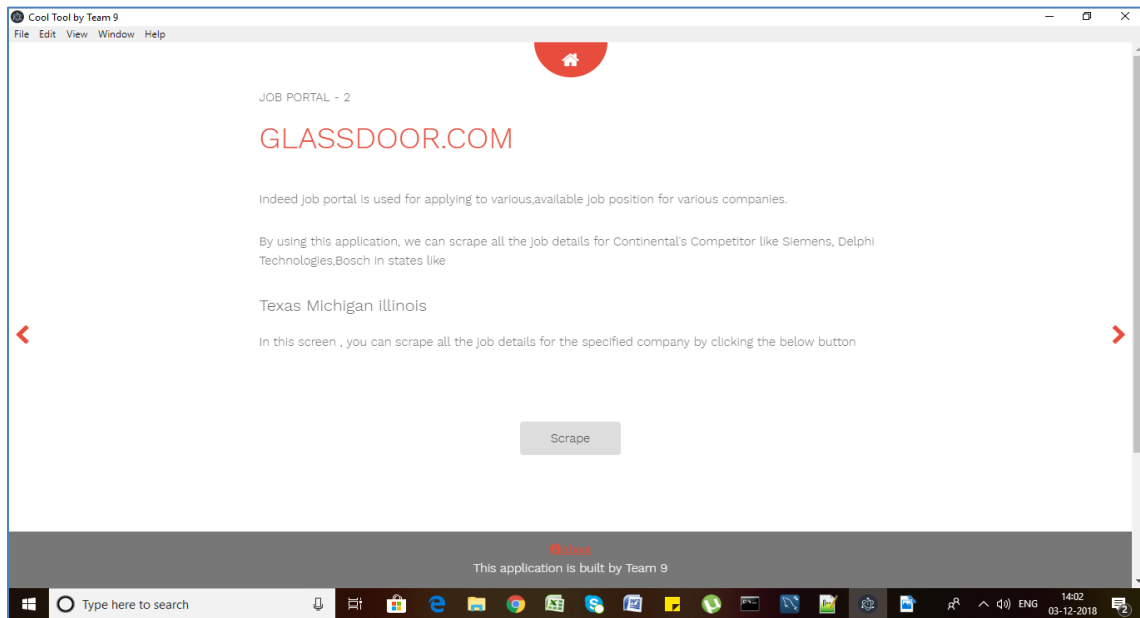 Cool Tool by Team 9
File Edit View Window Help
JOB PORTAL - 2
GLASSDOOR.COM
Indeed job portal is used for applying to various,available job position for various companies.
By using this application, we can scrape all the job details for Continental's Competitor like Siemens, Delphi
Technologies,Bosch in states like
Texas Michigan illinois
In this screen , you can scrape all the job details for the specified company by clicking the below button
Scrape
This application is built by Team 9
Type here to search
ENG
14:02
03-12-2018
2